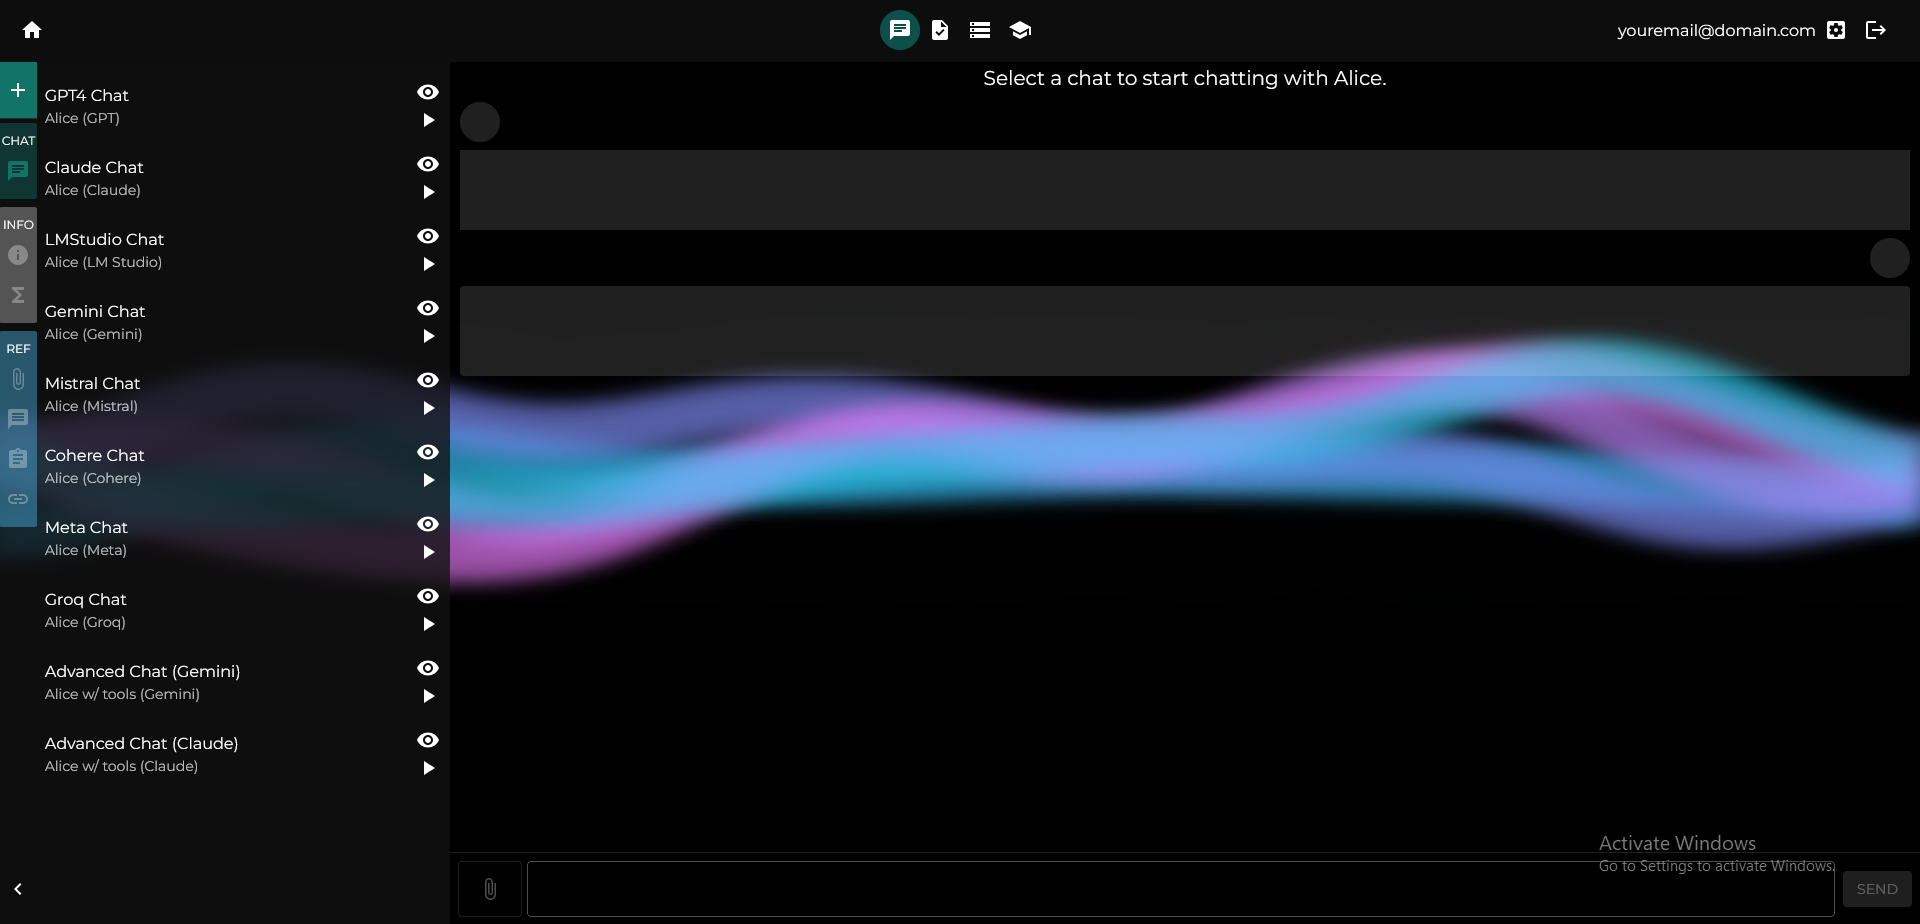 youremail@domain.com
Select a chat to start chatting with Alice.
GPT4 Chat
Alice (GPT)
CHAT
Claude Chat
Alice (Claude)
INFO
LMStudio Chat
Alice (LM Studio)
Gemini Chat
Alice (Gemini)
REF
Mistral Chat
Alice (Mistral)
Cohere Chat
Alice (Cohere)
Meta Chat
Alice (Meta)
Groq Chat
Alice (Groq)
Advanced Chat (Gemini)
Alice w/ tools (Gemini)
Advanced Chat (Claude)
Alice w/ tools (Claude)
Activate Windows
Go to Settings to activate Windows.
SEND